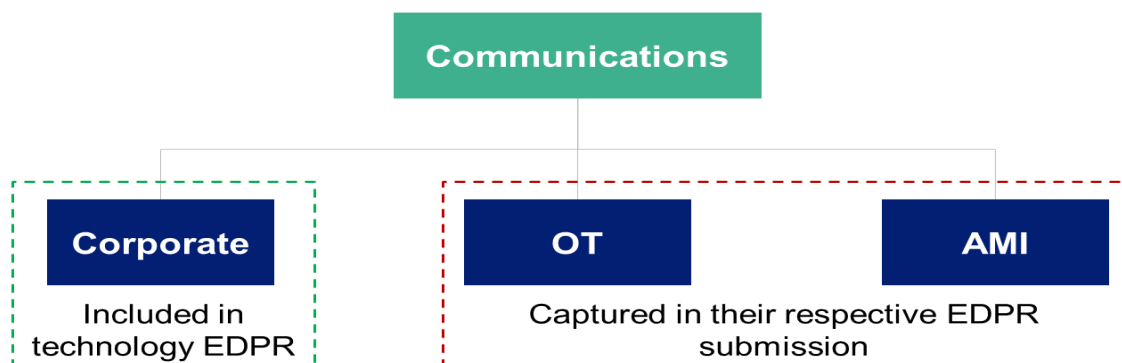 Communications
Corporate
OT
AMI
Included in
technology EDPR
Captured in their respective EDPR
submission